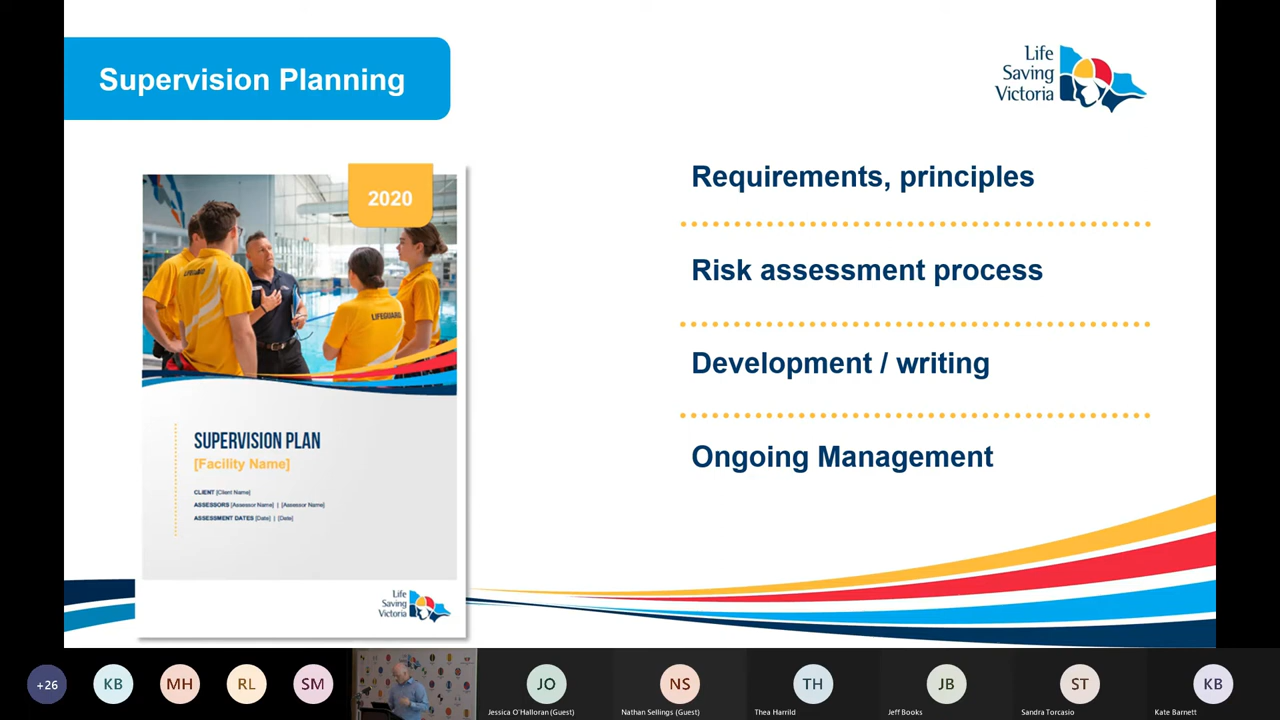 Supervision Planning
Life
Saving
Victoria
2020
LIFEGUARD
LIFEGUARD
SUPERVISION PLAN
[Facility Name]
CLIENT [Client Name]
ASSESSORS [Assessor Name] | [Assessor Name]
ASSESSMENT DATES [Date] | [Date]
Life
Saving
Victoria
Requirements, principles
Risk assessment process
Development / writing
Ongoing Management
+26
KB
MH
RL
SM
JO
Jessica O'Halloran (Guest)
NS
Nathan Sellings (Guest)
TH
Thea Harrild
JB
Jeff Books
ST
Sandra Torcasio
KB
Kate Barnett